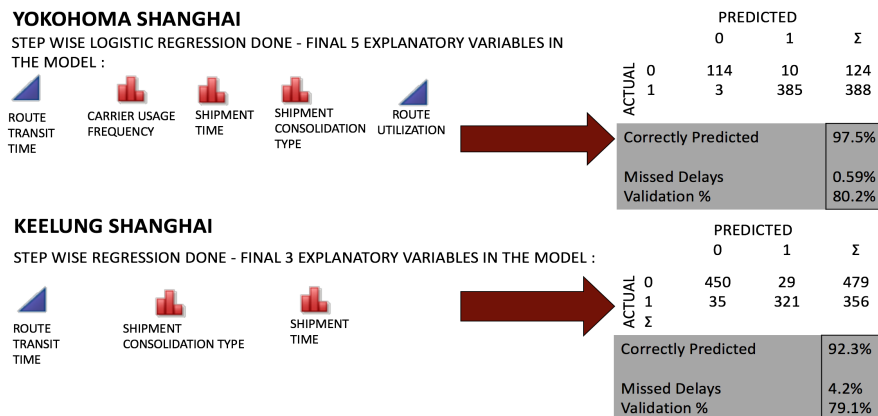 YOKOHOMA SHANGHAI
STEP WISE LOGISTIC REGRESSION DONE - FINAL 5 EXPLANATORY VARIABLES IN
THE MODEL :
ROUTE
TRANSIT
TIME
CARRIER USAGE
FREQUENCY
SHIPMENT
TIME
SHIPMENT
CONSOLIDATION
TYPE
ROUTE
UTILIZATION
PREDICTED
0 1 Σ
ACTUAL
0 114 10 124
1 3 385 388
Correctly Predicted 97.5%
Missed Delays 0.59%
Validation % 80.2%
KEELUNG SHANGHAI
STEP WISE REGRESSION DONE - FINAL 3 EXPLANATORY VARIABLES IN THE MODEL :
ROUTE
TRANSIT
TIME
SHIPMENT
CONSOLIDATION TYPE
SHIPMENT
TIME
PREDICTED
0 1 Σ
ACTUAL
0 450 29 479
1 35 321 356
Σ
Correctly Predicted 92.3%
Missed Delays 4.2%
Validation % 79.1%